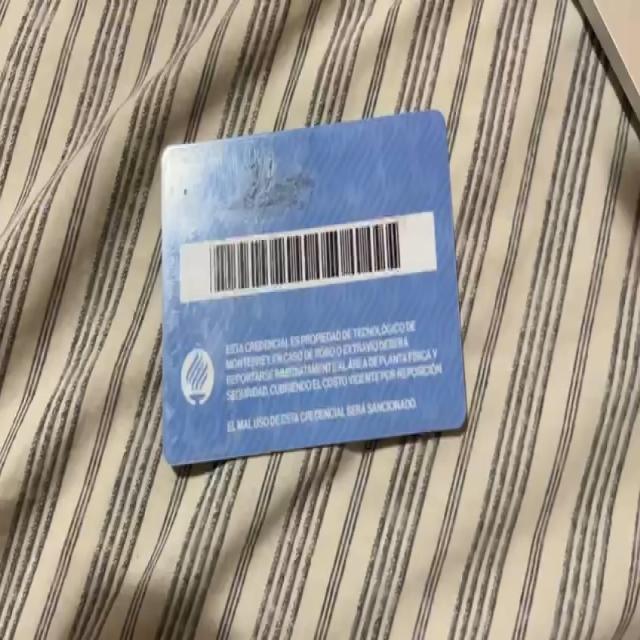 ESTA CREDENCIAL ES PROPIEDAD DE TECNOLÓGICO DE
MONTERREY. EN CASO DE ROBO O EXTRAVÍO DEBERÁ
REPORTARSE INMEDIATAMENTE AL ÁREA DE PLANTA FÍSICA Y
SEGURIDAD, CUBRIENDO EL COSTO VIGENTE POR REPOSICIÓN
EL MAL USO DE ESTA CREDENCIAL SERÁ SANCIONADO.